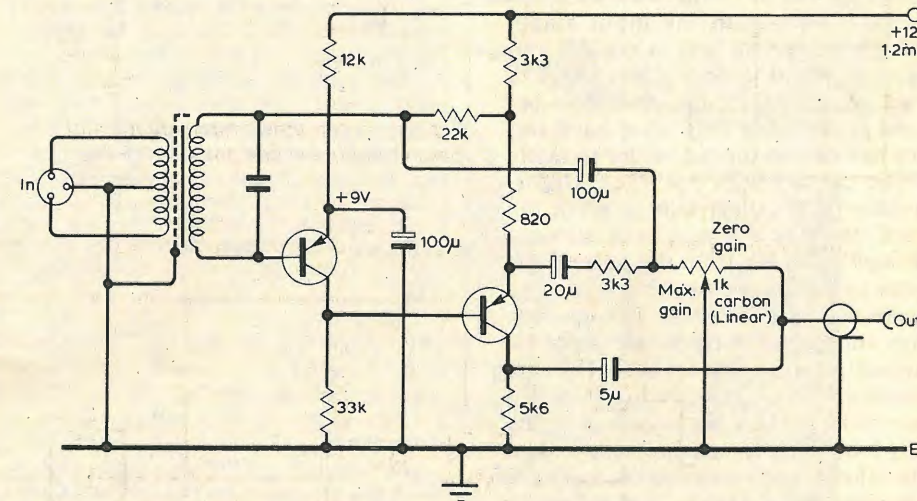 +12
1·2m
12k
3k3
22k
In
100µ
+9V
100µ
820
Zero
gain
20µ
3k3
Max.
gain
1k
carbon
(Linear)
Out
5µ
33k
5k6
E